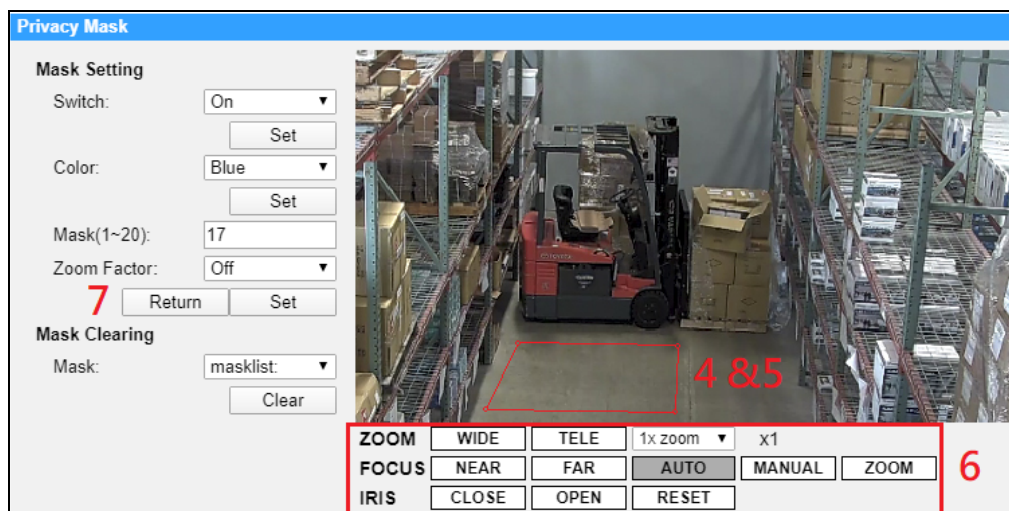 Privacy Mask
Mask Setting
Switch: On
Set
Color: Blue
Set
Mask(1~20): 17
Zoom Factor: Off
7 Return Set
Mask Clearing
Mask: masklist:
Clear
4 &5
ZOOM WIDE TELE 1x zoom x1
FOCUS NEAR FAR AUTO MANUAL ZOOM
IRIS CLOSE OPEN RESET
6